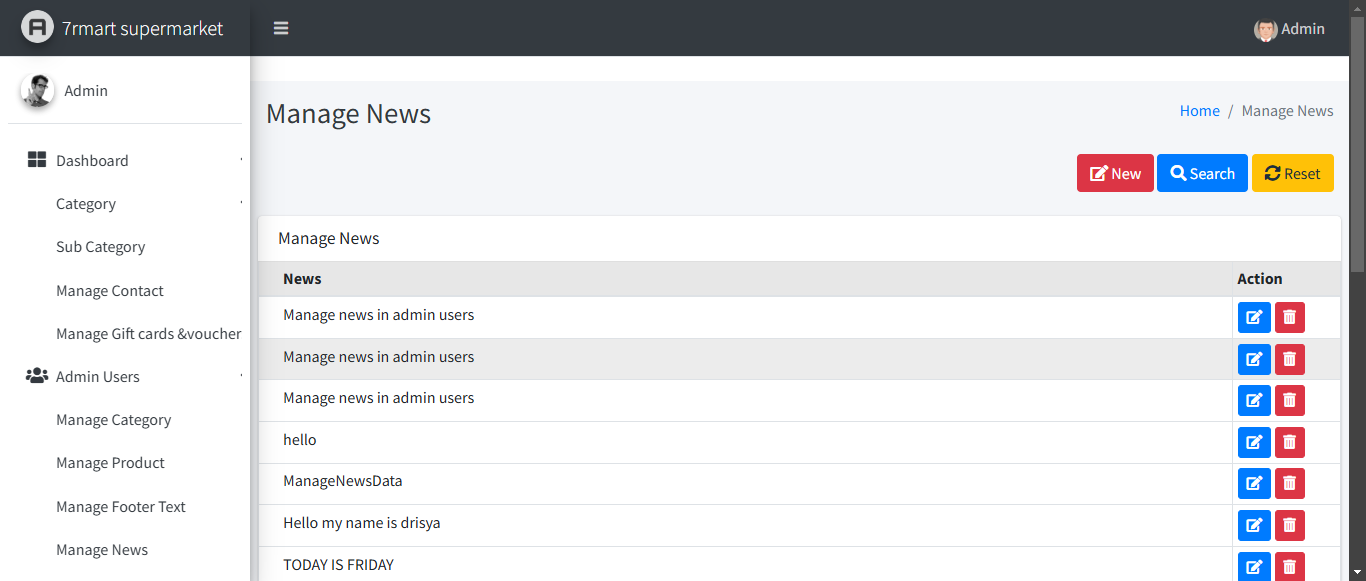 7rmart supermarket
Admin
Admin
Manage News
Home / Manage News
Dashboard
Category
Sub Category
Manage Contact
Manage Gift cards &voucher
Admin Users
Manage Category
Manage Product
Manage Footer Text
Manage News
New
Search
Reset
Manage News
News Action
Manage news in admin users
Manage news in admin users
Manage news in admin users
hello
ManageNewsData
Hello my name is drisya
TODAY IS FRIDAY